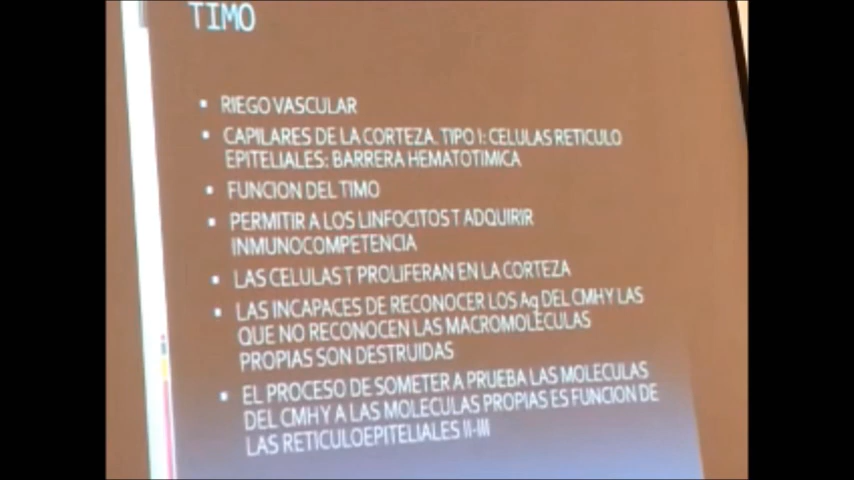 TIMO
▪ RIEGO VASCULAR
▪ CAPILARES DE LA CORTEZA. TIPO I: CELULAS RETICULO
EPITELIALES: BARRERA HEMATOTIMICA
▪ FUNCION DEL TIMO
▪ PERMITIR A LOS LINFOCITOS T ADQUIRIR
INMUNOCOMPETENCIA
▪ LAS CELULAS T PROLIFERAN EN LA CORTEZA
▪ LAS INCAPACES DE RECONOCER LOS Ag DEL CMH Y LAS
QUE NO RECONOCEN LAS MACROMOLECULAS
PROPIAS SON DESTRUIDAS
▪ EL PROCESO DE SOMETER A PRUEBA LAS MOLECULAS
DEL CMH Y A LAS MOLECULAS PROPIAS ES FUNCION DE
LAS RETICULOEPITELIALES II-III